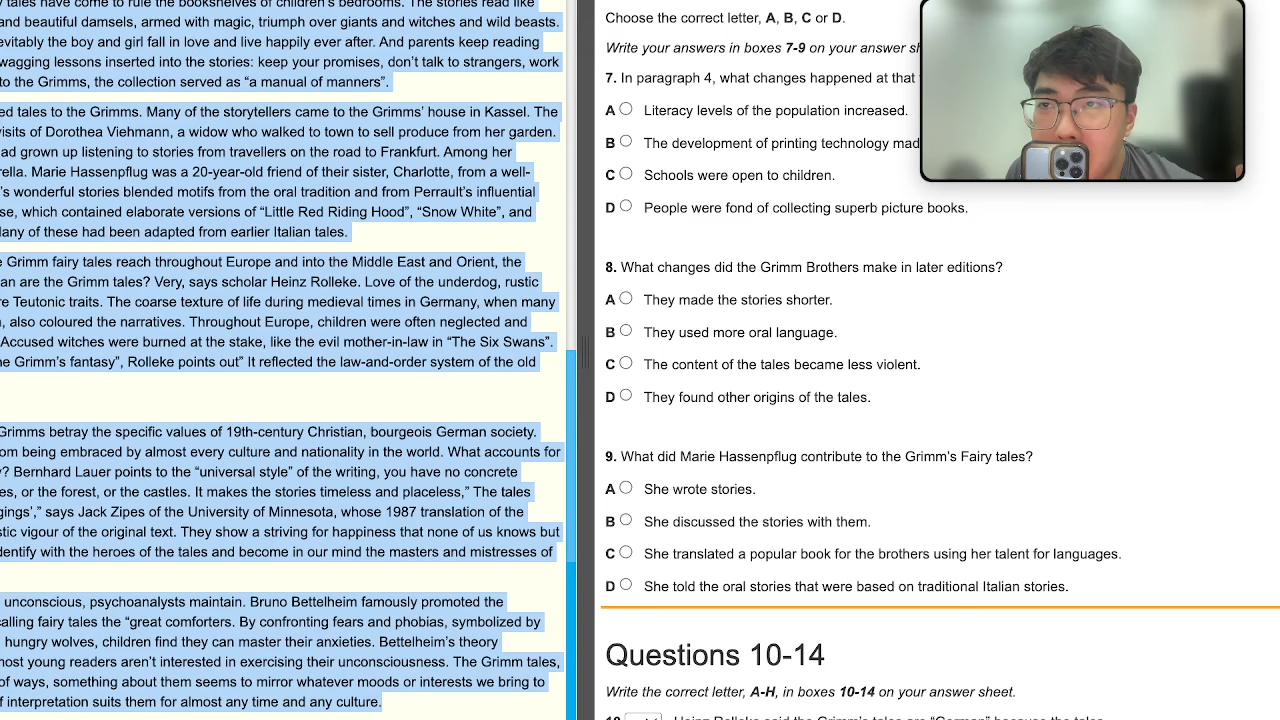 tales have come to rule the bookshelves of children's bedrooms. The stories read like
and beautiful damsels, armed with magic, triumph over giants and witches and wild beasts.
evitably the boy and girl fall in love and live happily ever after. And parents keep reading
wagging lessons inserted into the stories: keep your promises, don't talk to strangers, work
to the Grimms, the collection served as “a manual of manners”.
ed tales to the Grimms. Many of the storytellers came to the Grimms' house in Kassel. The
visits of Dorothea Viehmann, a widow who walked to town to sell produce from her garden.
ad grown up listening to stories from travellers on the road to Frankfurt. Among her
rella. Marie Hassenpflug was a 20-year-old friend of their sister, Charlotte, from a well-
's wonderful stories blended motifs from the oral tradition and from Perrault's influential
se, which contained elaborate versions of “Little Red Riding Hood”, “Snow White”, and
Many of these had been adapted from earlier Italian tales.
e Grimm fairy tales reach throughout Europe and into the Middle East and Orient, the
an are the Grimm tales? Very, says scholar Heinz Rolleke. Love of the underdog, rustic
re Teutonic traits. The coarse texture of life during medieval times in Germany, when many
, also coloured the narratives. Throughout Europe, children were often neglected and
Accused witches were burned at the stake, like the evil mother-in-law in “The Six Swans”.
he Grimm's fantasy”, Rolleke points out” It reflected the law-and-order system of the old
Grimms betray the specific values of 19th-century Christian, bourgeois German society.
om being embraced by almost every culture and nationality in the world. What accounts for
y? Bernhard Lauer points to the “universal style” of the writing, you have no concrete
es, or the forest, or the castles. It makes the stories timeless and placeless,” The tales
gings',” says Jack Zipes of the University of Minnesota, whose 1987 translation of the
stic vigour of the original text. They show a striving for happiness that none of us knows but
dentify with the heroes of the tales and become in our mind the masters and mistresses of
unconscious, psychoanalysts maintain. Bruno Bettelheim famously promoted the
calling fairy tales the “great comforters. By confronting fears and phobias, symbolized by
hungry wolves, children find they can master their anxieties. Bettelheim's theory
most young readers aren't interested in exercising their unconsciousness. The Grimm tales,
of ways, something about them seems to mirror whatever moods or interests we bring to
f interpretation suits them for almost any time and any culture.
Choose the correct letter, A, B, C or D.
Write your answers in boxes 7-9 on your answer sh
7. In paragraph 4, what changes happened at that
A Literacy levels of the population increased.
B The development of printing technology mad
C Schools were open to children.
D People were fond of collecting superb picture books.
8. What changes did the Grimm Brothers make in later editions?
A They made the stories shorter.
B They used more oral language.
C The content of the tales became less violent.
D They found other origins of the tales.
9. What did Marie Hassenpflug contribute to the Grimm's Fairy tales?
A She wrote stories.
B She discussed the stories with them.
C She translated a popular book for the brothers using her talent for languages.
D She told the oral stories that were based on traditional Italian stories.
Questions 10-14
Write the correct letter, A-H, in boxes 10-14 on your answer sheet.
10 Heinz Rolleke said the Grimm's tales are “German” because the tales